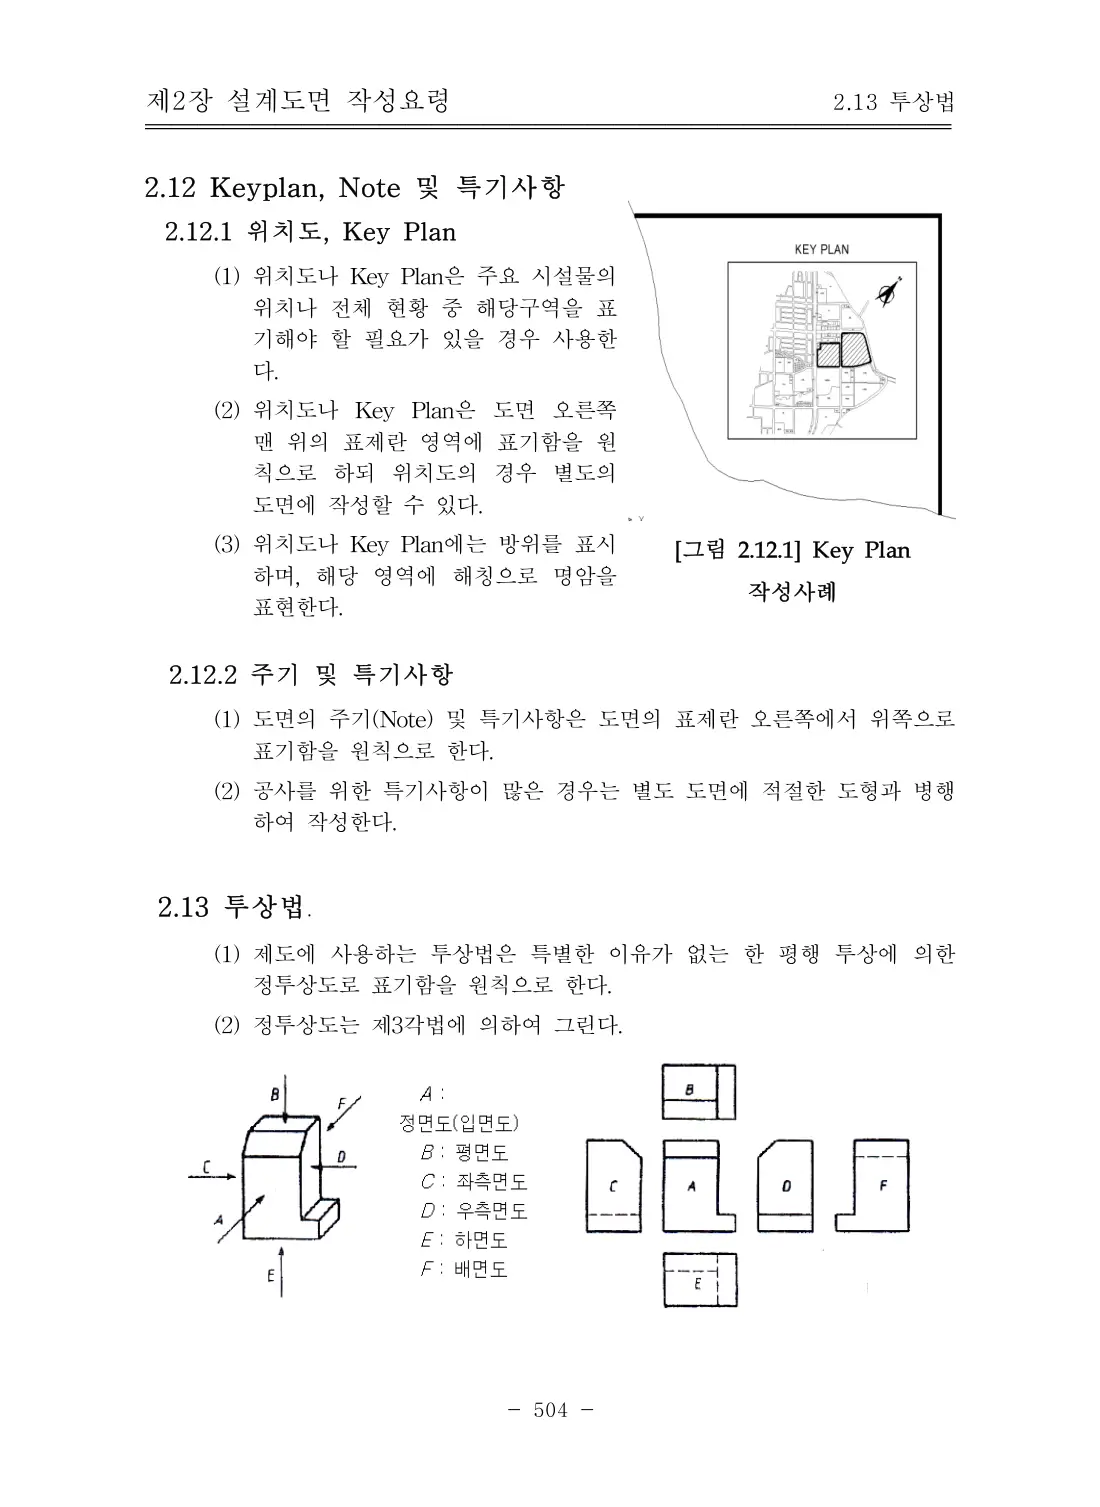 제2장 설계도면 작성요령
2.13 투상법
2.12 Keyplan, Note 및 특기사항
2.12.1 위치도, Key Plan
(1) 위치도나 Key Plan은 주요 시설물의
위치나 전체 현황 중 해당구역을 표
기해야 할 필요가 있을 경우 사용한
다.
(2) 위치도나 Key Plan은 도면 오른쪽
맨 위의 표제란 영역에 표기함을 원
칙으로 하되 위치도의 경우 별도의
도면에 작성할 수 있다.
(3) 위치도나 Key Plan에는 방위를 표시
하며, 해당 영역에 해칭으로 명암을
표현한다.
KEY PLAN
[그림 2.12.1] Key Plan
작성사례
2.12.2 주기 및 특기사항
(1) 도면의 주기(Note) 및 특기사항은 도면의 표제란 오른쪽에서 위쪽으로
표기함을 원칙으로 한다.
(2) 공사를 위한 특기사항이 많은 경우는 별도 도면에 적절한 도형과 병행
하여 작성한다.
2.13 투상법.
(1) 제도에 사용하는 투상법은 특별한 이유가 없는 한 평행 투상에 의한
정투상도로 표기함을 원칙으로 한다.
(2) 정투상도는 제3각법에 의하여 그린다.
B
F
C
D
A
E
A :
정면도(입면도)
B : 평면도
C : 좌측면도
D : 우측면도
E : 하면도
F : 배면도
B
C
A
D
F
E
- 504 -